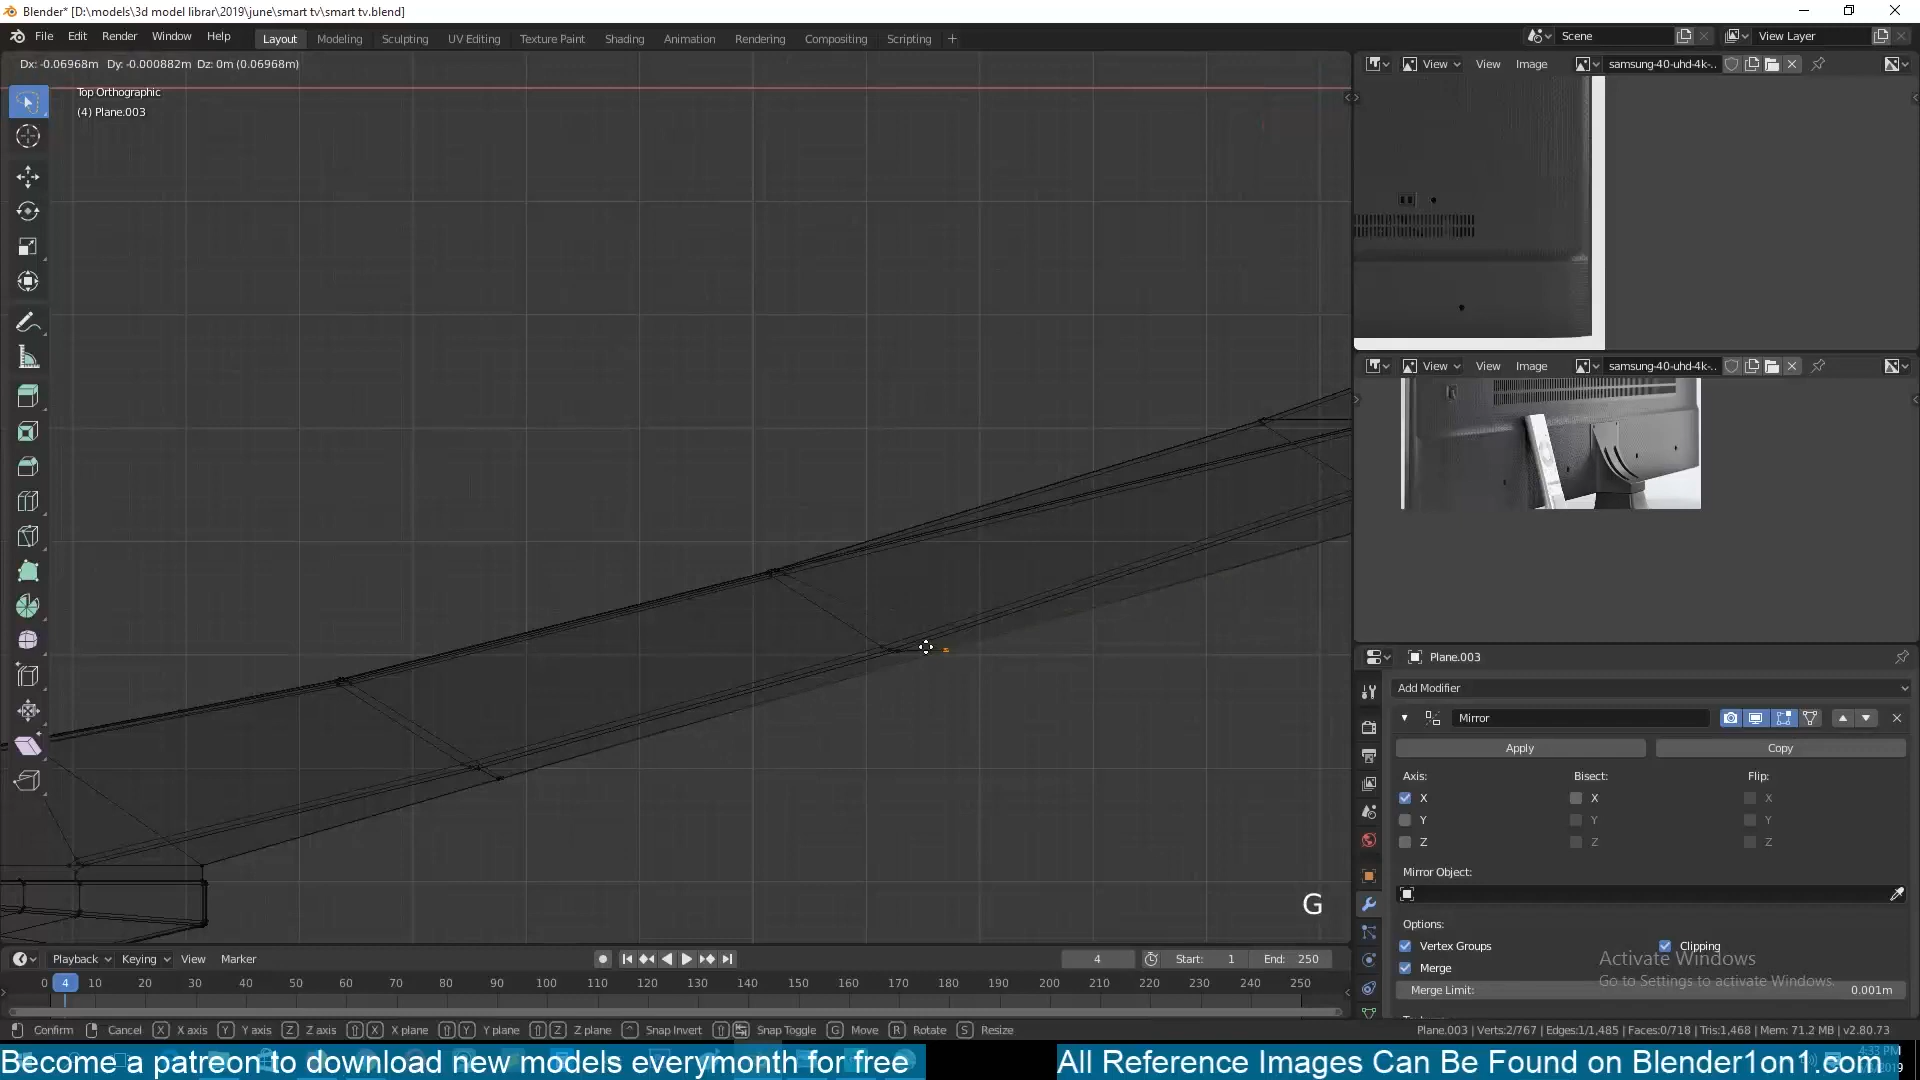 Blender* [D:\models\3d model librar\2019\june\smart tv\smart tv.blend]
File Edit Render Window Help Layout Modeling Sculpting UV Editing Texture Paint Shading Animation Rendering Compositing Scripting + Scene View Layer
Dx: -0.06968m Dy: -0.000882m Dz: 0m (0.06968m)
View View Image samsung-40-uhd-4k-..
Top Orthographic
(4) Plane.003
View View Image samsung-40-uhd-4k-..
Plane.003
Add Modifier
Mirror
Apply Copy
Axis: Bisect: Flip:
X X X
Y Y Y
Z Z Z
Mirror Object:
G
Options:
Vertex Groups Clipping
Merge
Merge Limit: 0.001m
Activate Windows
Go to Settings to activate Windows.
Playback Keying View Marker 4 Start: 1 End: 250
0 4 10 20 30 40 50 60 70 80 90 100 110 120 130 140 150 160 170 180 190 200 210 220 230 240 250
Confirm Cancel X X axis Y Y axis Z Z axis X X plane Y Y plane Z Z plane Snap Invert Snap Toggle G Move R Rotate S Resize Plane.003 | Verts:2/767 | Edges:1/1,485 | Faces:0/718 | Tris:1,468 | Mem: 71.2 MB | v2.80.73
Become a patreon to download new models everymonth for free All Reference Images Can Be Found on Blender1on1.com
4:33 PM